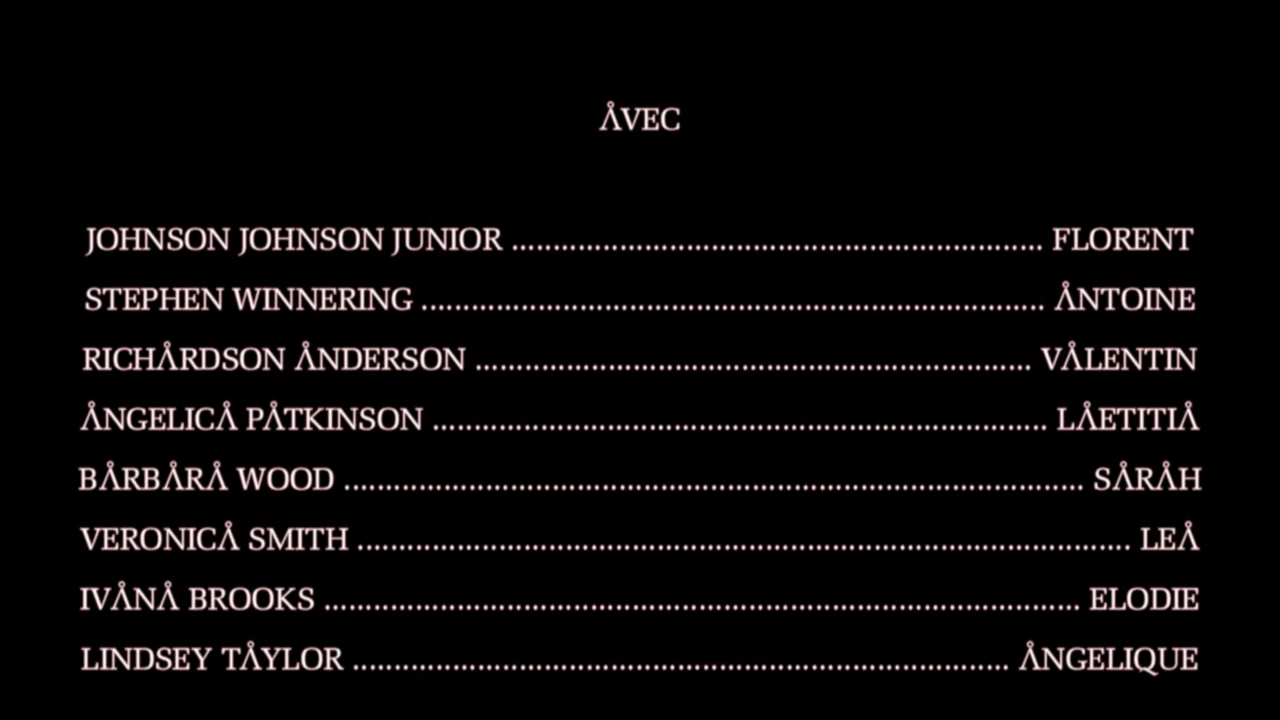 ÅVEC
JOHNSON JOHNSON JUNIOR ................................................................ FLORENT
STEPHEN WINNERING ........................................................................... ÅNTOINE
RICHÅRDSON ÅNDERSON ................................................................... VÅLENTIN
ÅNGELICÅ PÅTKINSON .......................................................................... LÅETITIÅ
BÅRBÅRÅ WOOD ......................................................................................... SÅRÅH
VERONICÅ SMITH ............................................................................................. LEÅ
IVÅNÅ BROOKS ........................................................................................... ELODIE
LINDSEY TÅYLOR ............................................................................... ÅNGELIQUE